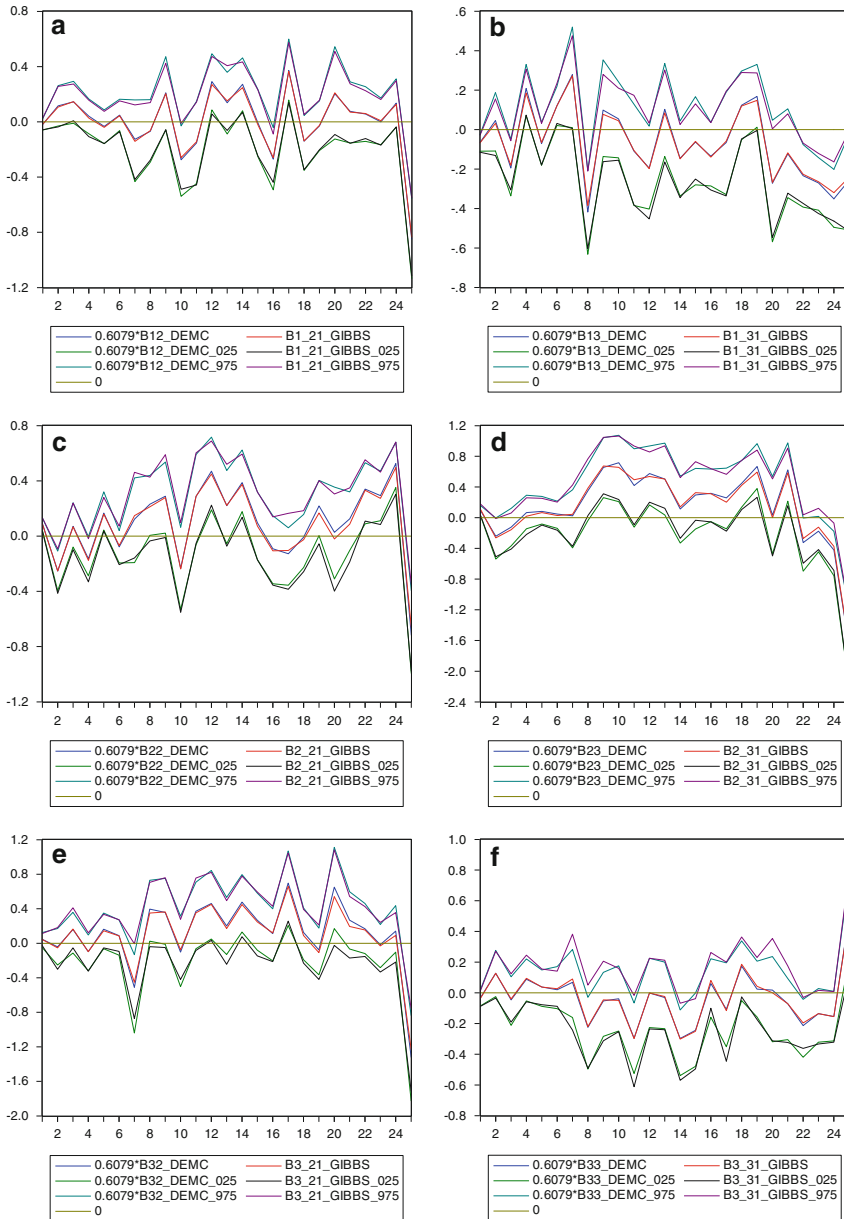 a
0.8
0.4
0.0
-0.4
-0.8
-1.2
2 4 6 8 10 12 14 16 18 20 22 24
0.6079*B12_DEMC B1_21_GIBBS
0.6079*B12_DEMC_025 B1_21_GIBBS_025
0.6079*B12_DEMC_975 B1_21_GIBBS_975
0
b
.6
.4
.2
.0
-.2
-.4
-.6
-.8
2 4 6 8 10 12 14 16 18 20 22 24
0.6079*B13_DEMC B1_31_GIBBS
0.6079*B13_DEMC_025 B1_31_GIBBS_025
0.6079*B13_DEMC_975 B1_31_GIBBS_975
0
c
0.8
0.4
0.0
-0.4
-0.8
-1.2
2 4 6 8 10 12 14 16 18 20 22 24
0.6079*B22_DEMC B2_21_GIBBS
0.6079*B22_DEMC_025 B2_21_GIBBS_025
0.6079*B22_DEMC_975 B2_21_GIBBS_975
0
d
1.2
0.8
0.4
0.0
-0.4
-0.8
-1.2
-1.6
-2.0
-2.4
2 4 6 8 10 12 14 16 18 20 22 24
0.6079*B23_DEMC B2_31_GIBBS
0.6079*B23_DEMC_025 B2_31_GIBBS_025
0.6079*B23_DEMC_975 B2_31_GIBBS_975
0
e
1.2
0.8
0.4
0.0
-0.4
-0.8
-1.2
-1.6
-2.0
2 4 6 8 10 12 14 16 18 20 22 24
0.6079*B32_DEMC B3_21_GIBBS
0.6079*B32_DEMC_025 B3_21_GIBBS_025
0.6079*B32_DEMC_975 B3_21_GIBBS_975
0
f
1.0
0.8
0.6
0.4
0.2
0.0
-0.2
-0.4
-0.6
-0.8
2 4 6 8 10 12 14 16 18 20 22 24
0.6079*B33_DEMC B3_31_GIBBS
0.6079*B33_DEMC_025 B3_31_GIBBS_025
0.6079*B33_DEMC_975 B3_31_GIBBS_975
0